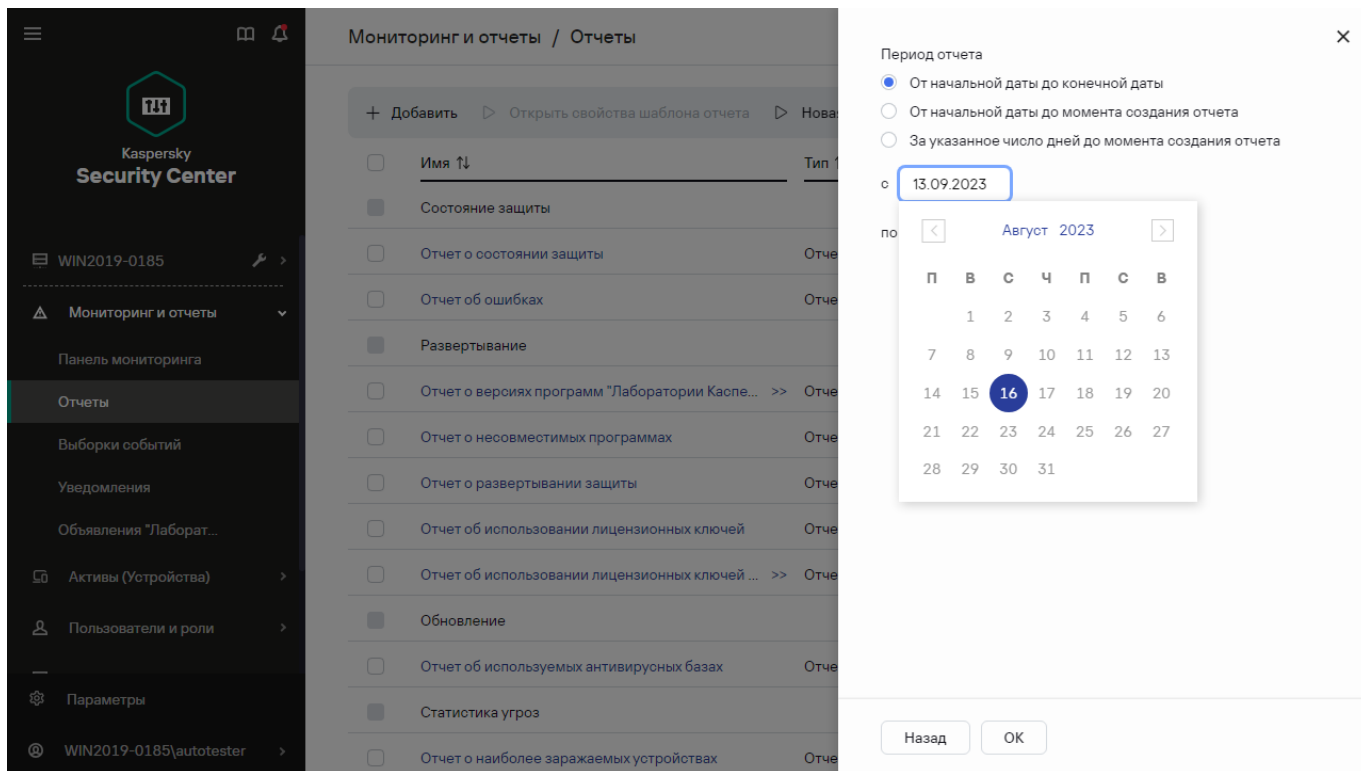 Kaspersky
Security Center
WIN2019-0185
Мониторинг и отчеты
Панель мониторинга
Отчеты
Выборки событий
Уведомления
Объявления "Лаборат...
Активы (Устройства)
Пользователи и роли
Параметры
WIN2019-0185\autotester
Мониторинг и отчеты / Отчеты
+ Добавить Открыть свойства шаблона отчета Нова
Имя Тип
Состояние защиты
Отчет о состоянии защиты Отче
Отчет об ошибках Отче
Развертывание
Отчет о версиях программ "Лаборатории Каспе... >> Отче
Отчет о несовместимых программах Отче
Отчет о развертывании защиты Отче
Отчет об использовании лицензионных ключей Отче
Отчет об использовании лицензионных ключей ... >> Отче
Обновление
Отчет об используемых антивирусных базах Отче
Статистика угроз
Отчет о наиболее заражаемых устройствах Отче
Период отчета
От начальной даты до конечной даты
От начальной даты до момента создания отчета
За указанное число дней до момента создания отчета
с 13.09.2023
по
Август 2023
П В С Ч П С В
1 2 3 4 5 6
7 8 9 10 11 12 13
14 15 16 17 18 19 20
21 22 23 24 25 26 27
28 29 30 31
Назад ОК